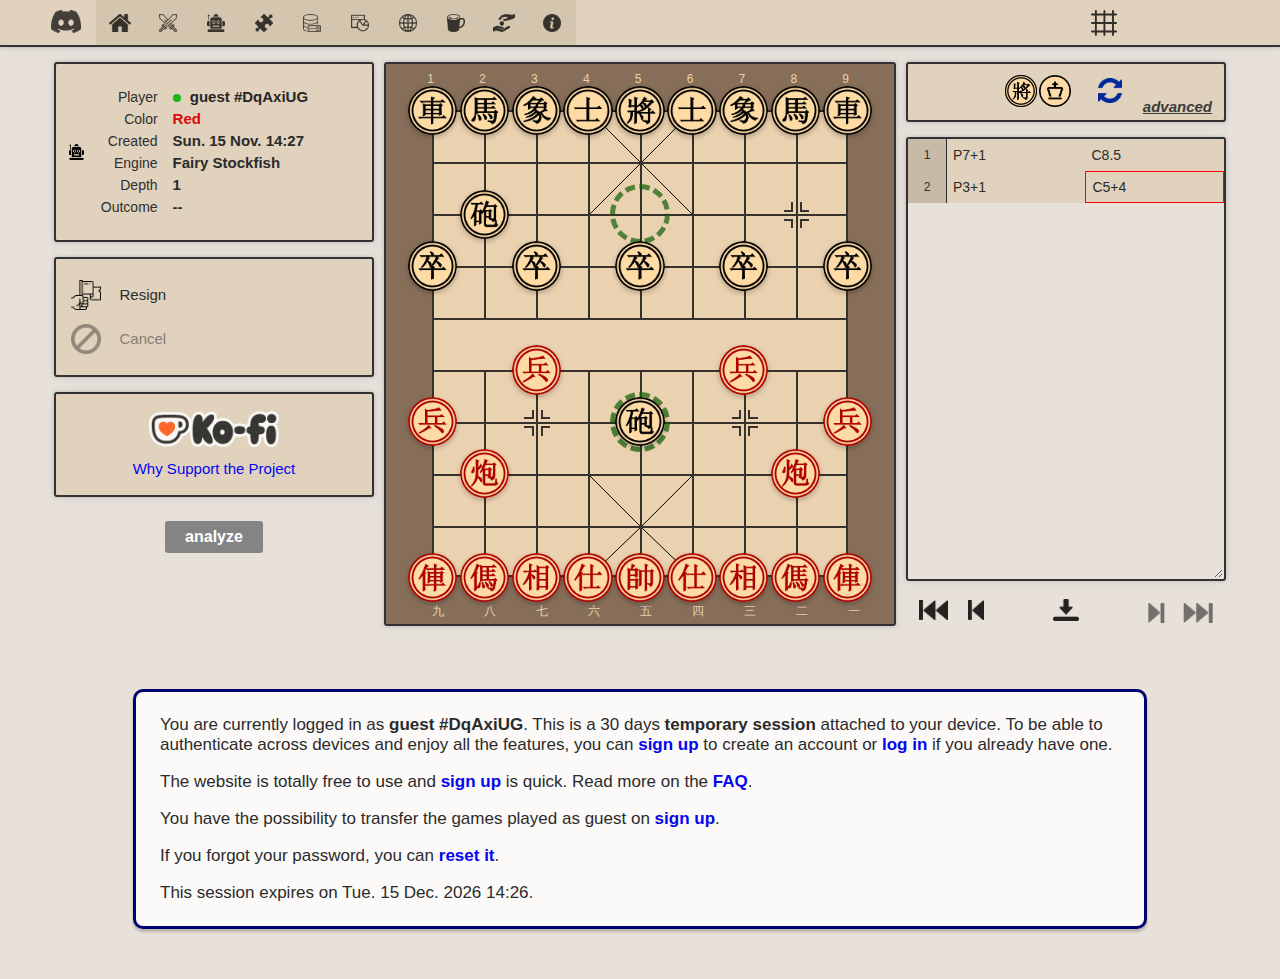 Player guest #DqAxiUG
Color Red
Created Sun. 15 Nov. 14:27
Engine Fairy Stockfish
Depth 1
Outcome --
Resign
Cancel
Ko-fi
Why Support the Project
analyze
1 2 3 4 5 6 7 8 9
車 馬 象 士 將 士 象 馬 車
砲
卒 卒 卒 卒 卒
兵 兵
兵 砲 兵
炮 炮
俥 傌 相 仕 帥 仕 相 傌 俥
九 八 七 六 五 四 三 二 一
將
advanced
1 P7+1 C8.5
2 P3+1 C5+4
You are currently logged in as guest #DqAxiUG. This is a 30 days temporary session attached to your device. To be able to
authenticate across devices and enjoy all the features, you can sign up to create an account or log in if you already have one.
The website is totally free to use and sign up is quick. Read more on the FAQ.
You have the possibility to transfer the games played as guest on sign up.
If you forgot your password, you can reset it.
This session expires on Tue. 15 Dec. 2026 14:26.